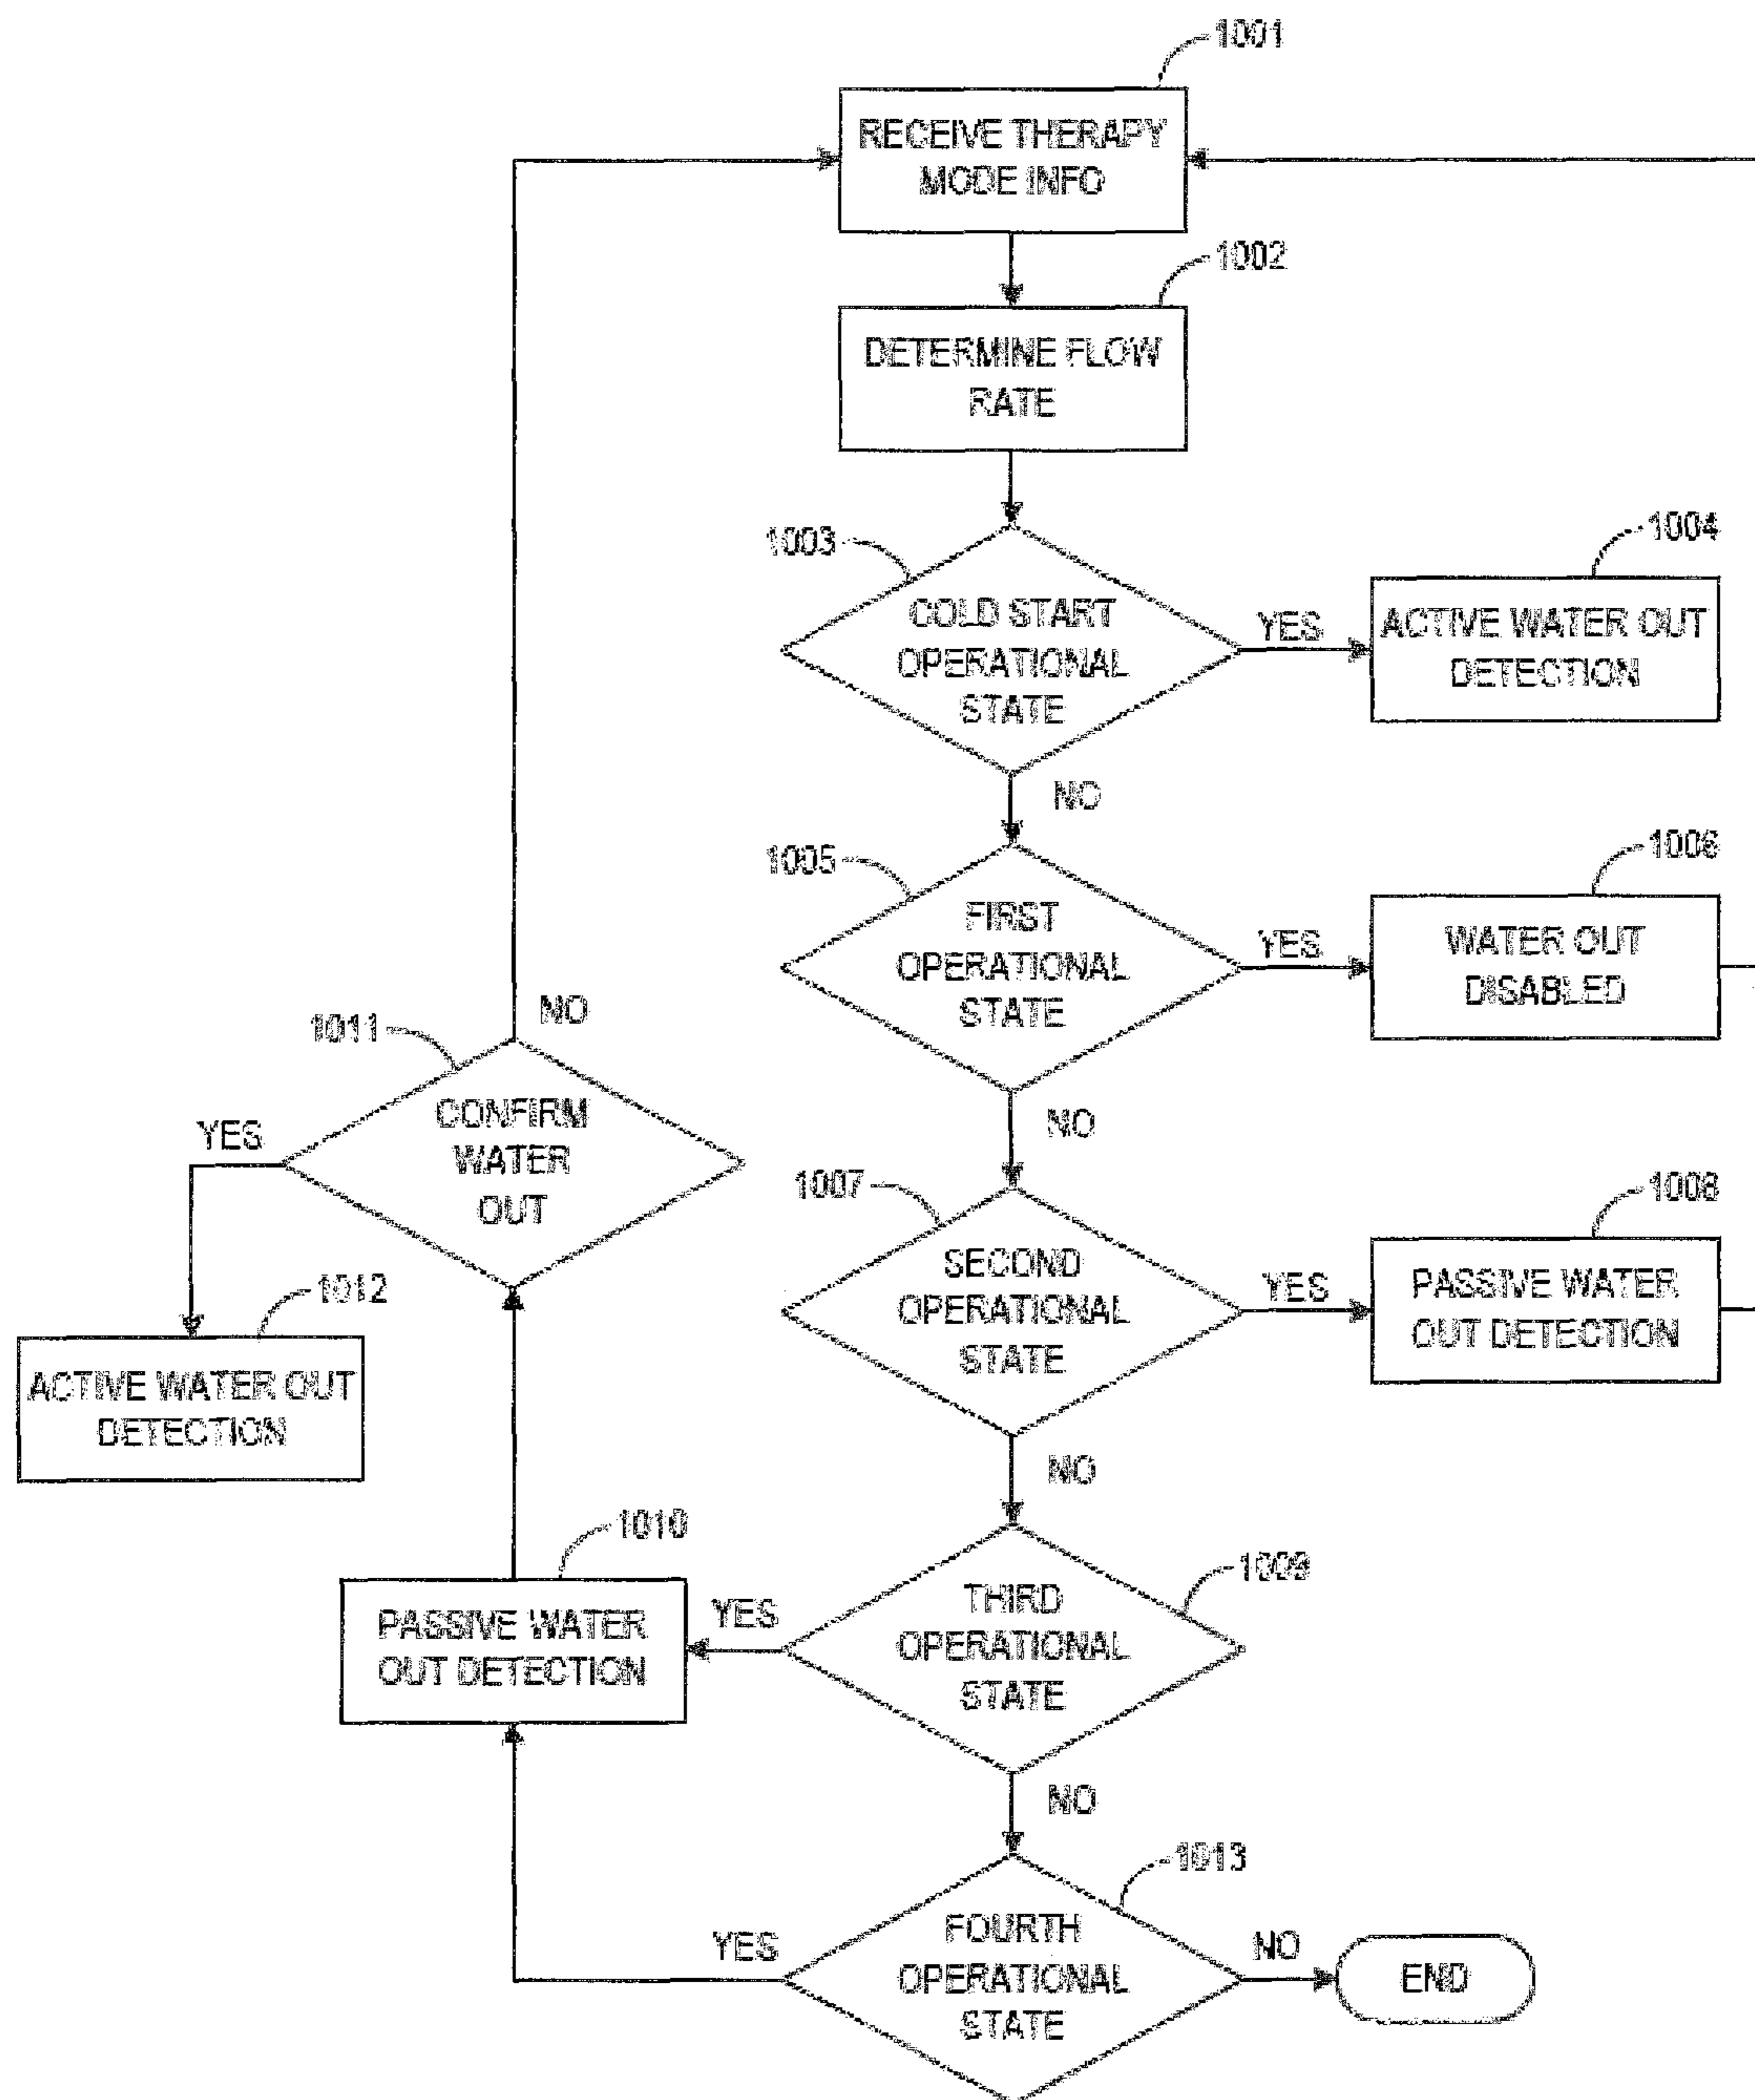 1001
RECEIVE THERAPY
MODE INFO
1002
DETERMINE FLOW
RATE
1003
COLD START
OPERATIONAL
STATE
YES
1004
ACTIVE WATER OUT
DETECTION
NO
1005
FIRST
OPERATIONAL
STATE
YES
1006
WATER OUT
DISABLED
NO
1007
SECOND
OPERATIONAL
STATE
YES
1008
PASSIVE WATER
OUT DETECTION
NO
1009
THIRD
OPERATIONAL
STATE
YES
1010
PASSIVE WATER
OUT DETECTION
1011
CONFIRM
WATER
OUT
NO
YES
1012
ACTIVE WATER OUT
DETECTION
NO
1013
FOURTH
OPERATIONAL
STATE
YES
NO
END